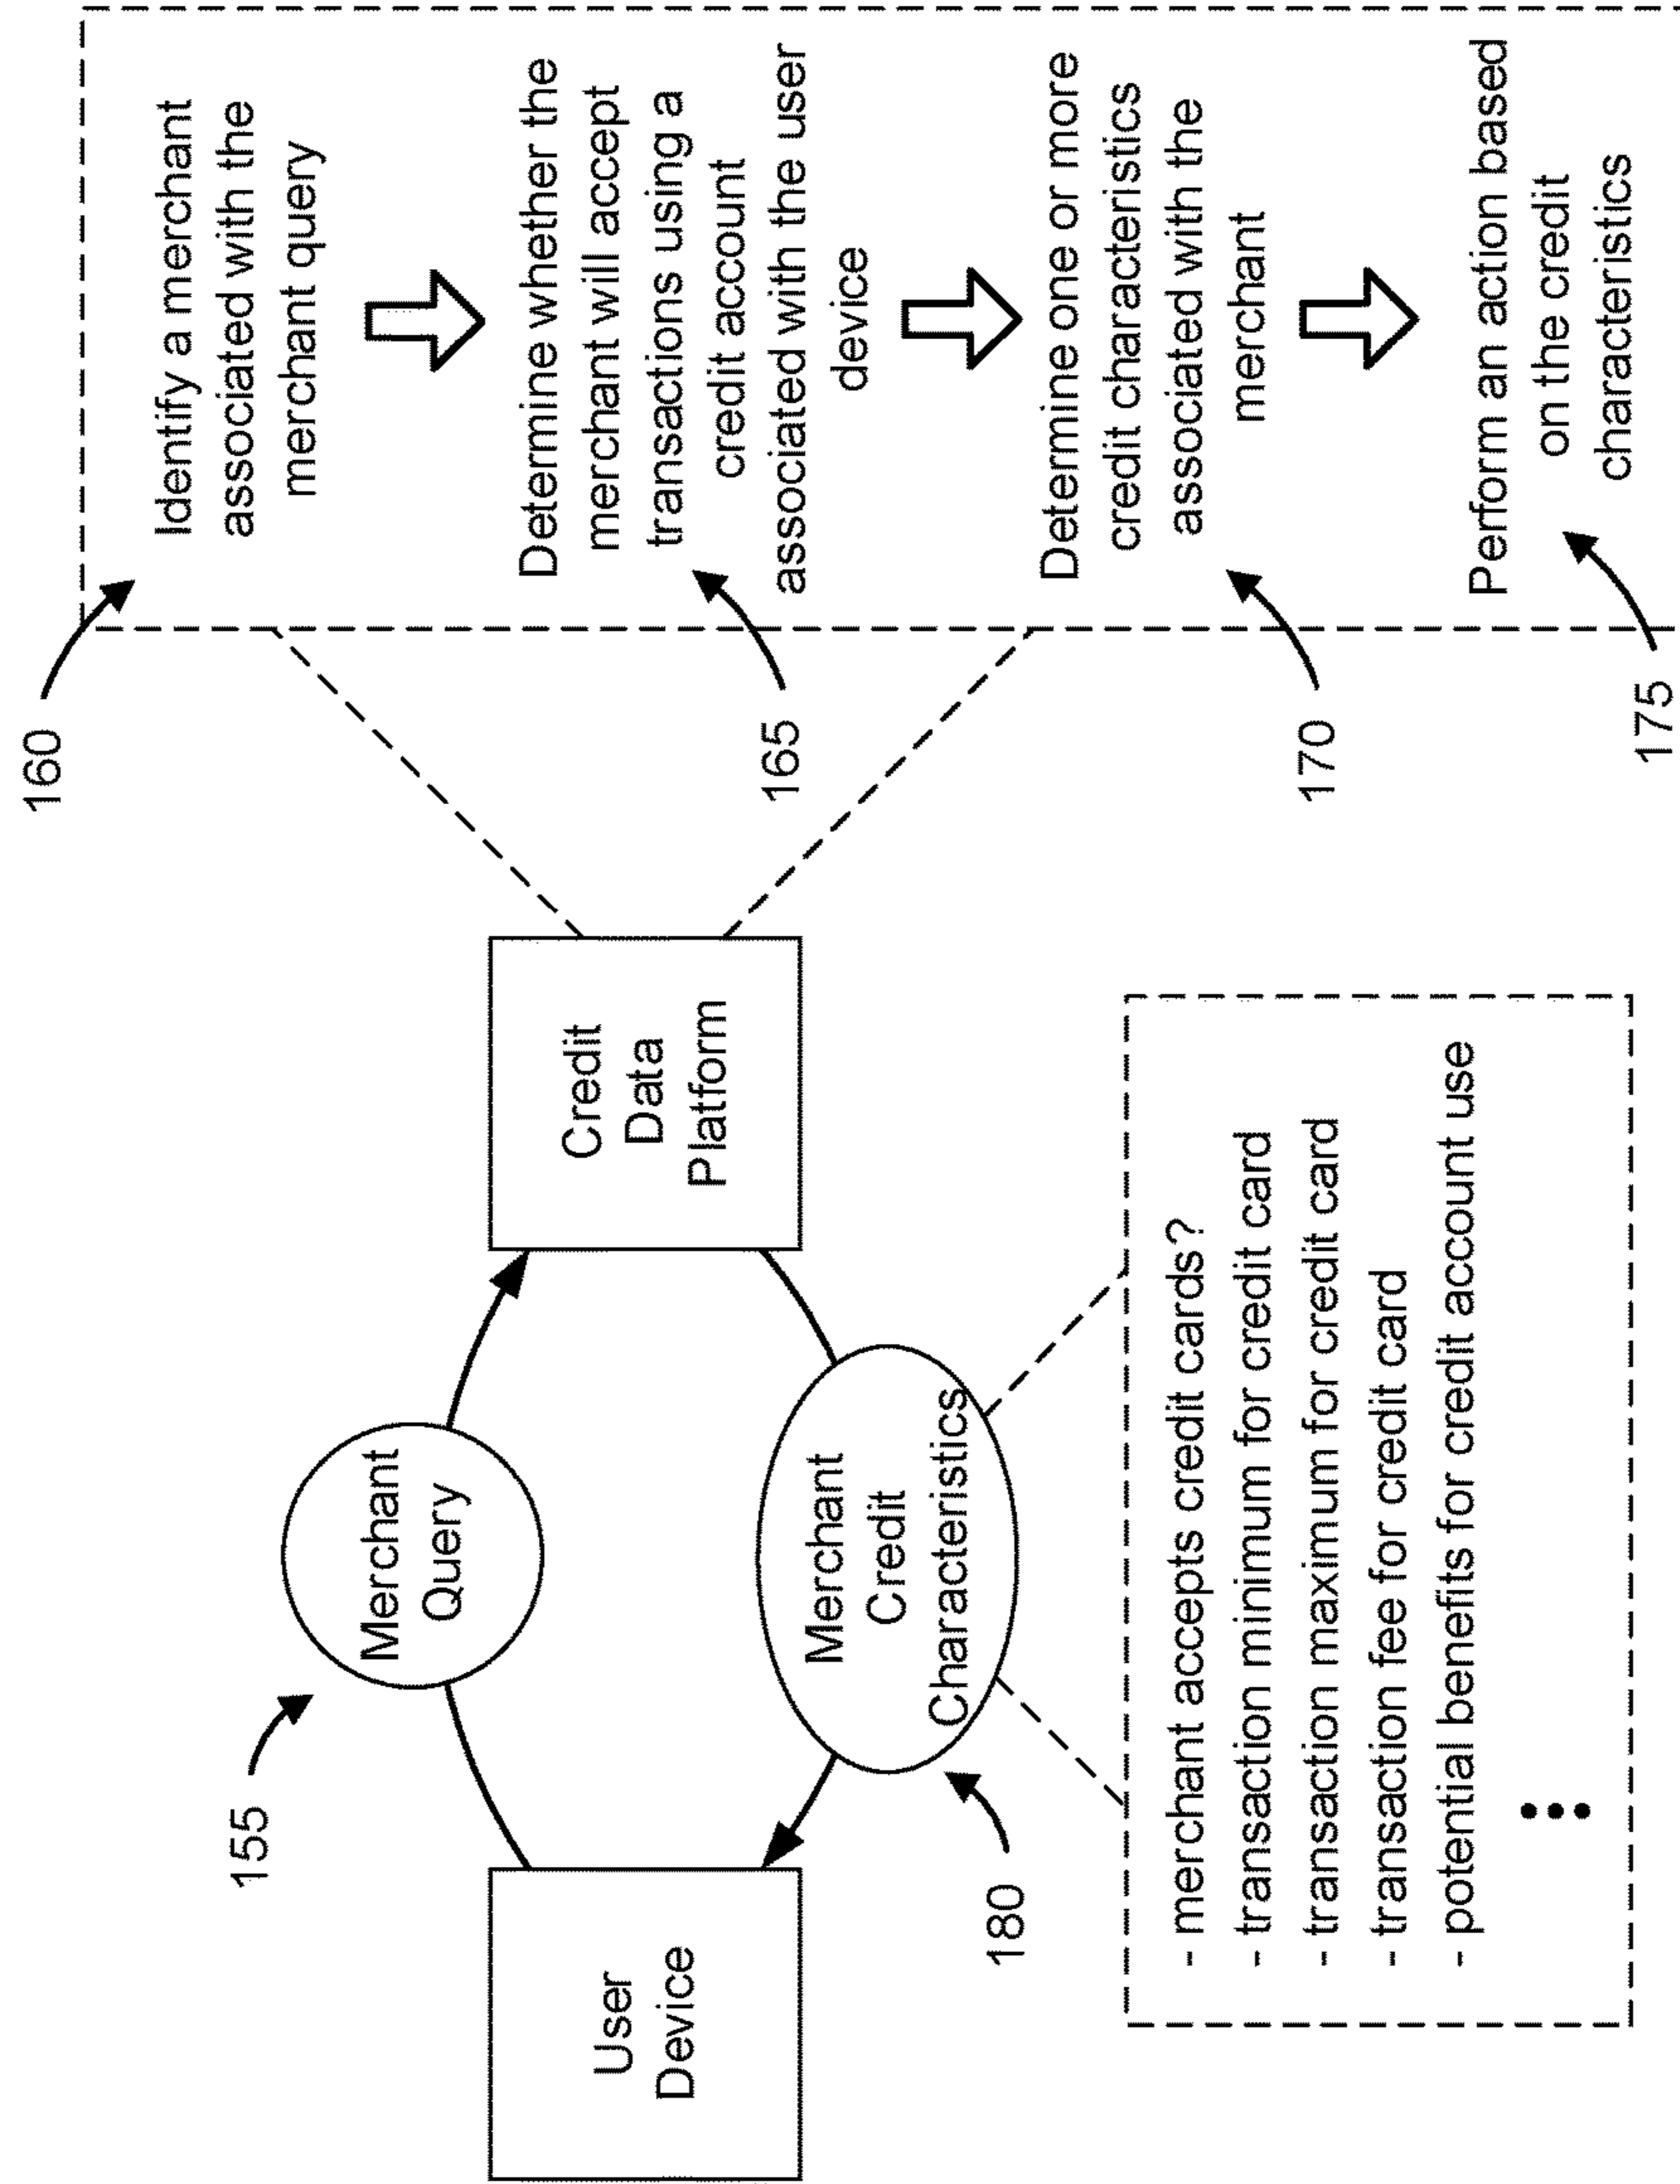 155
Merchant
Query
User
Device
Credit
Data
Platform
Merchant
Credit
Characteristics
180
- merchant accepts credit cards?
- transaction minimum for credit card
- transaction maximum for credit card
- transaction fee for credit card
- potential benefits for credit account use
160
Identify a merchant
associated with the
merchant query
165
Determine whether the
merchant will accept
transactions using a
credit account
associated with the user
device
170
Determine one or more
credit characteristics
associated with the
merchant
175
Perform an action based
on the credit
characteristics